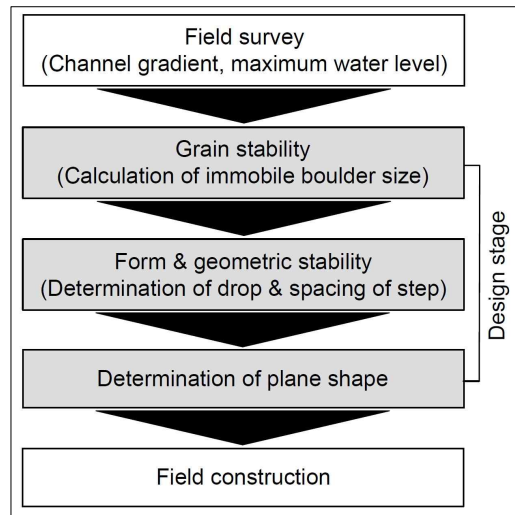 Field survey
(Channel gradient, maximum water level)
Grain stability
(Calculation of immobile boulder size)
Form & geometric stability
(Determination of drop & spacing of step)
Determination of plane shape
Field construction
Design stage